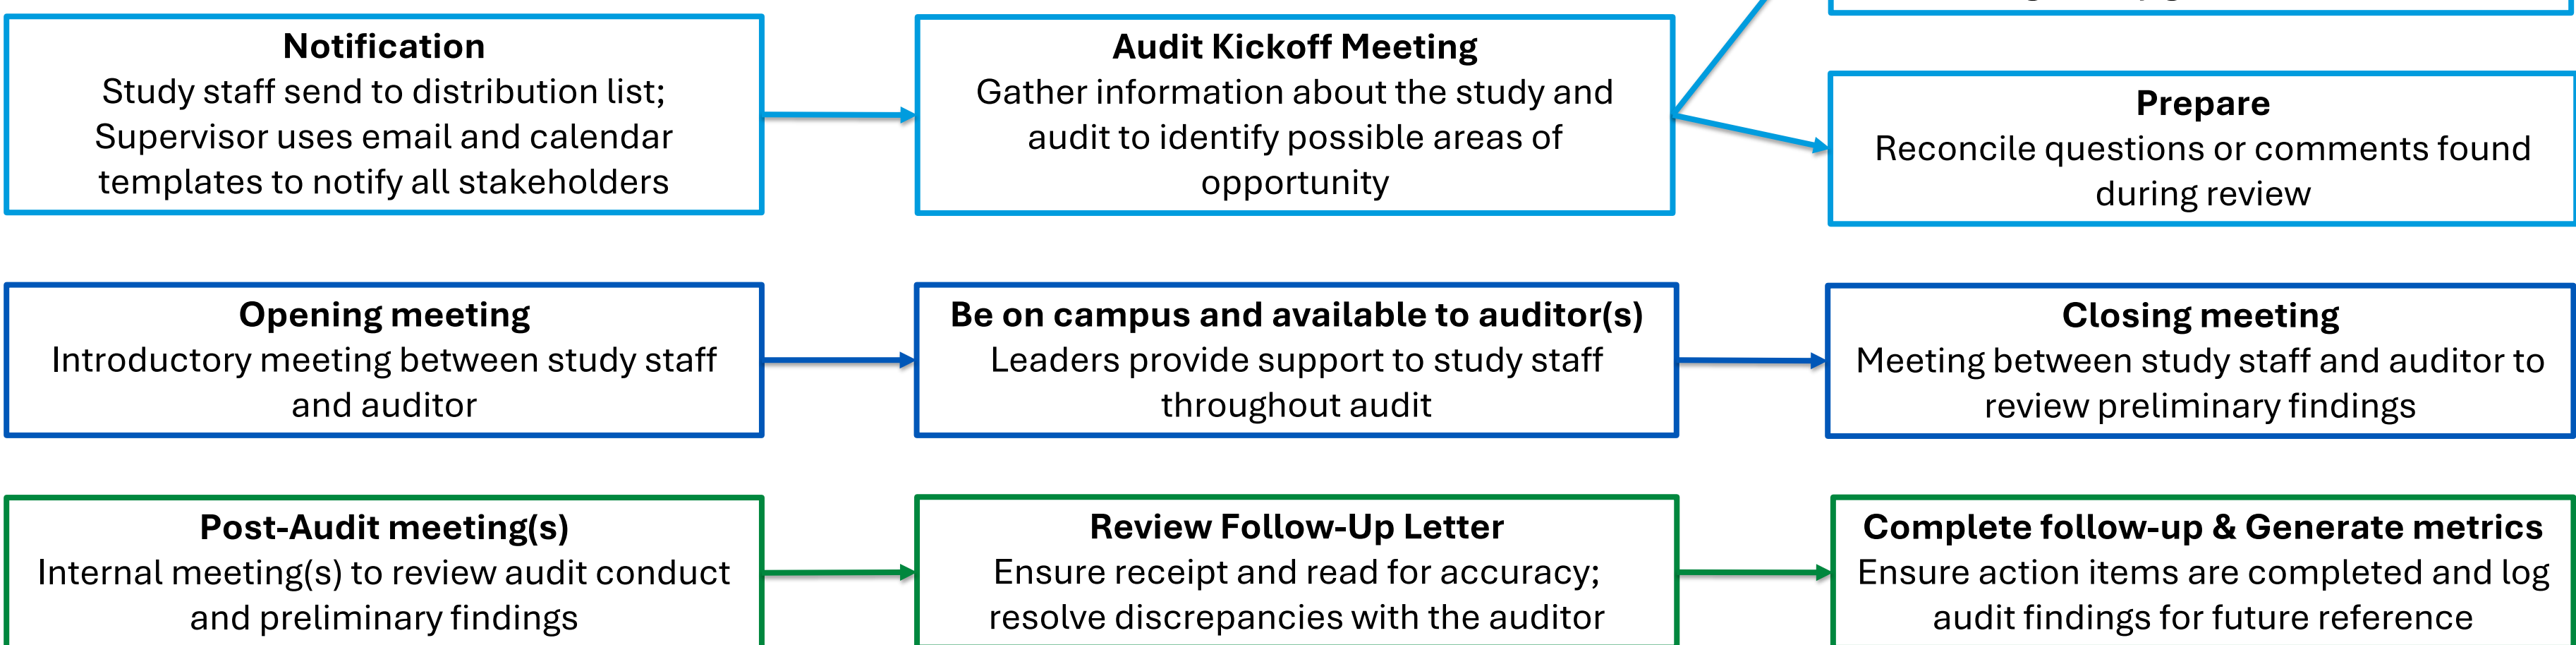 Notification
Study staff send to distribution list;
Supervisor uses email and calendar
templates to notify all stakeholders
Audit Kickoff Meeting
Gather information about the study and
audit to identify possible areas of
opportunity
Prepare
Reconcile questions or comments found
during review
Opening meeting
Introductory meeting between study staff
and auditor
Be on campus and available to auditor(s)
Leaders provide support to study staff
throughout audit
Closing meeting
Meeting between study staff and auditor to
review preliminary findings
Post-Audit meeting(s)
Internal meeting(s) to review audit conduct
and preliminary findings
Review Follow-Up Letter
Ensure receipt and read for accuracy;
resolve discrepancies with the auditor
Complete follow-up & Generate metrics
Ensure action items are completed and log
audit findings for future reference